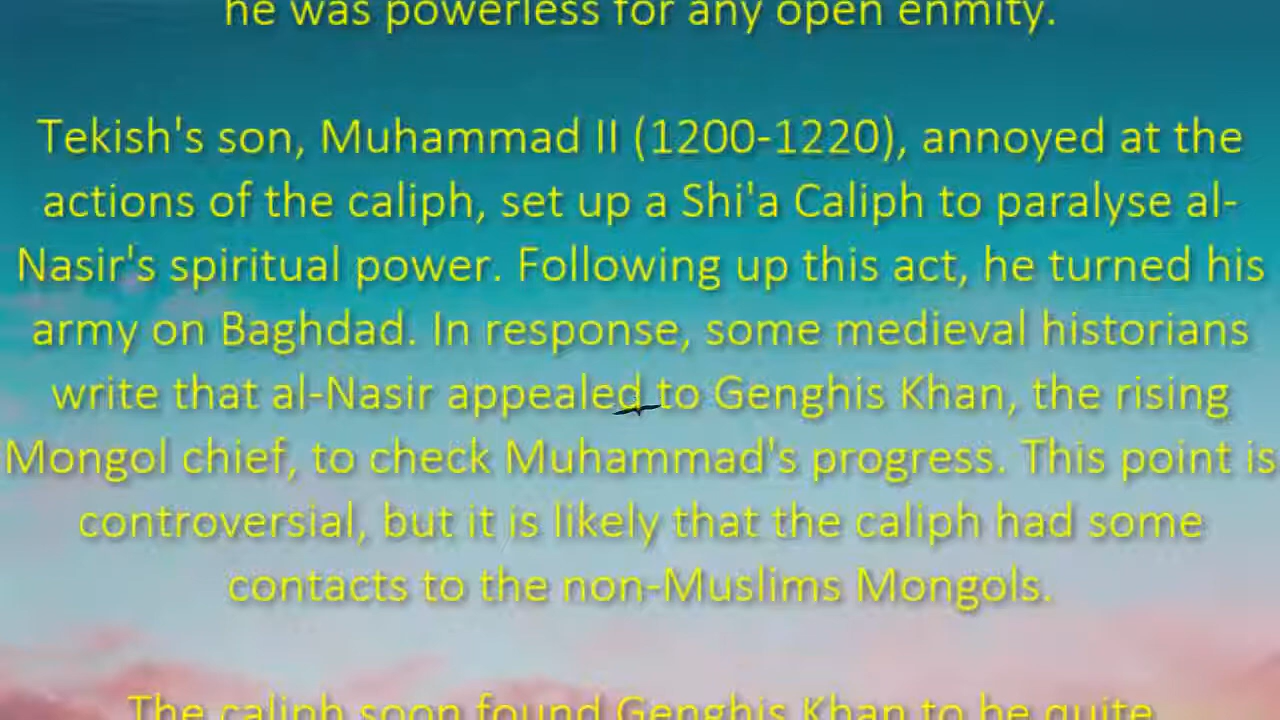 he was powerless for any open enmity.
Tekish's son, Muhammad II (1200-1220), annoyed at the
actions of the caliph, set up a Shi'a Caliph to paralyse al-
Nasir's spiritual power. Following up this act, he turned his
army on Baghdad. In response, some medieval historians
write that al-Nasir appealed to Genghis Khan, the rising
Mongol chief, to check Muhammad's progress. This point is
controversial, but it is likely that the caliph had some
contacts to the non-Muslims Mongols.
The caliph soon found Genghis Khan to be quite